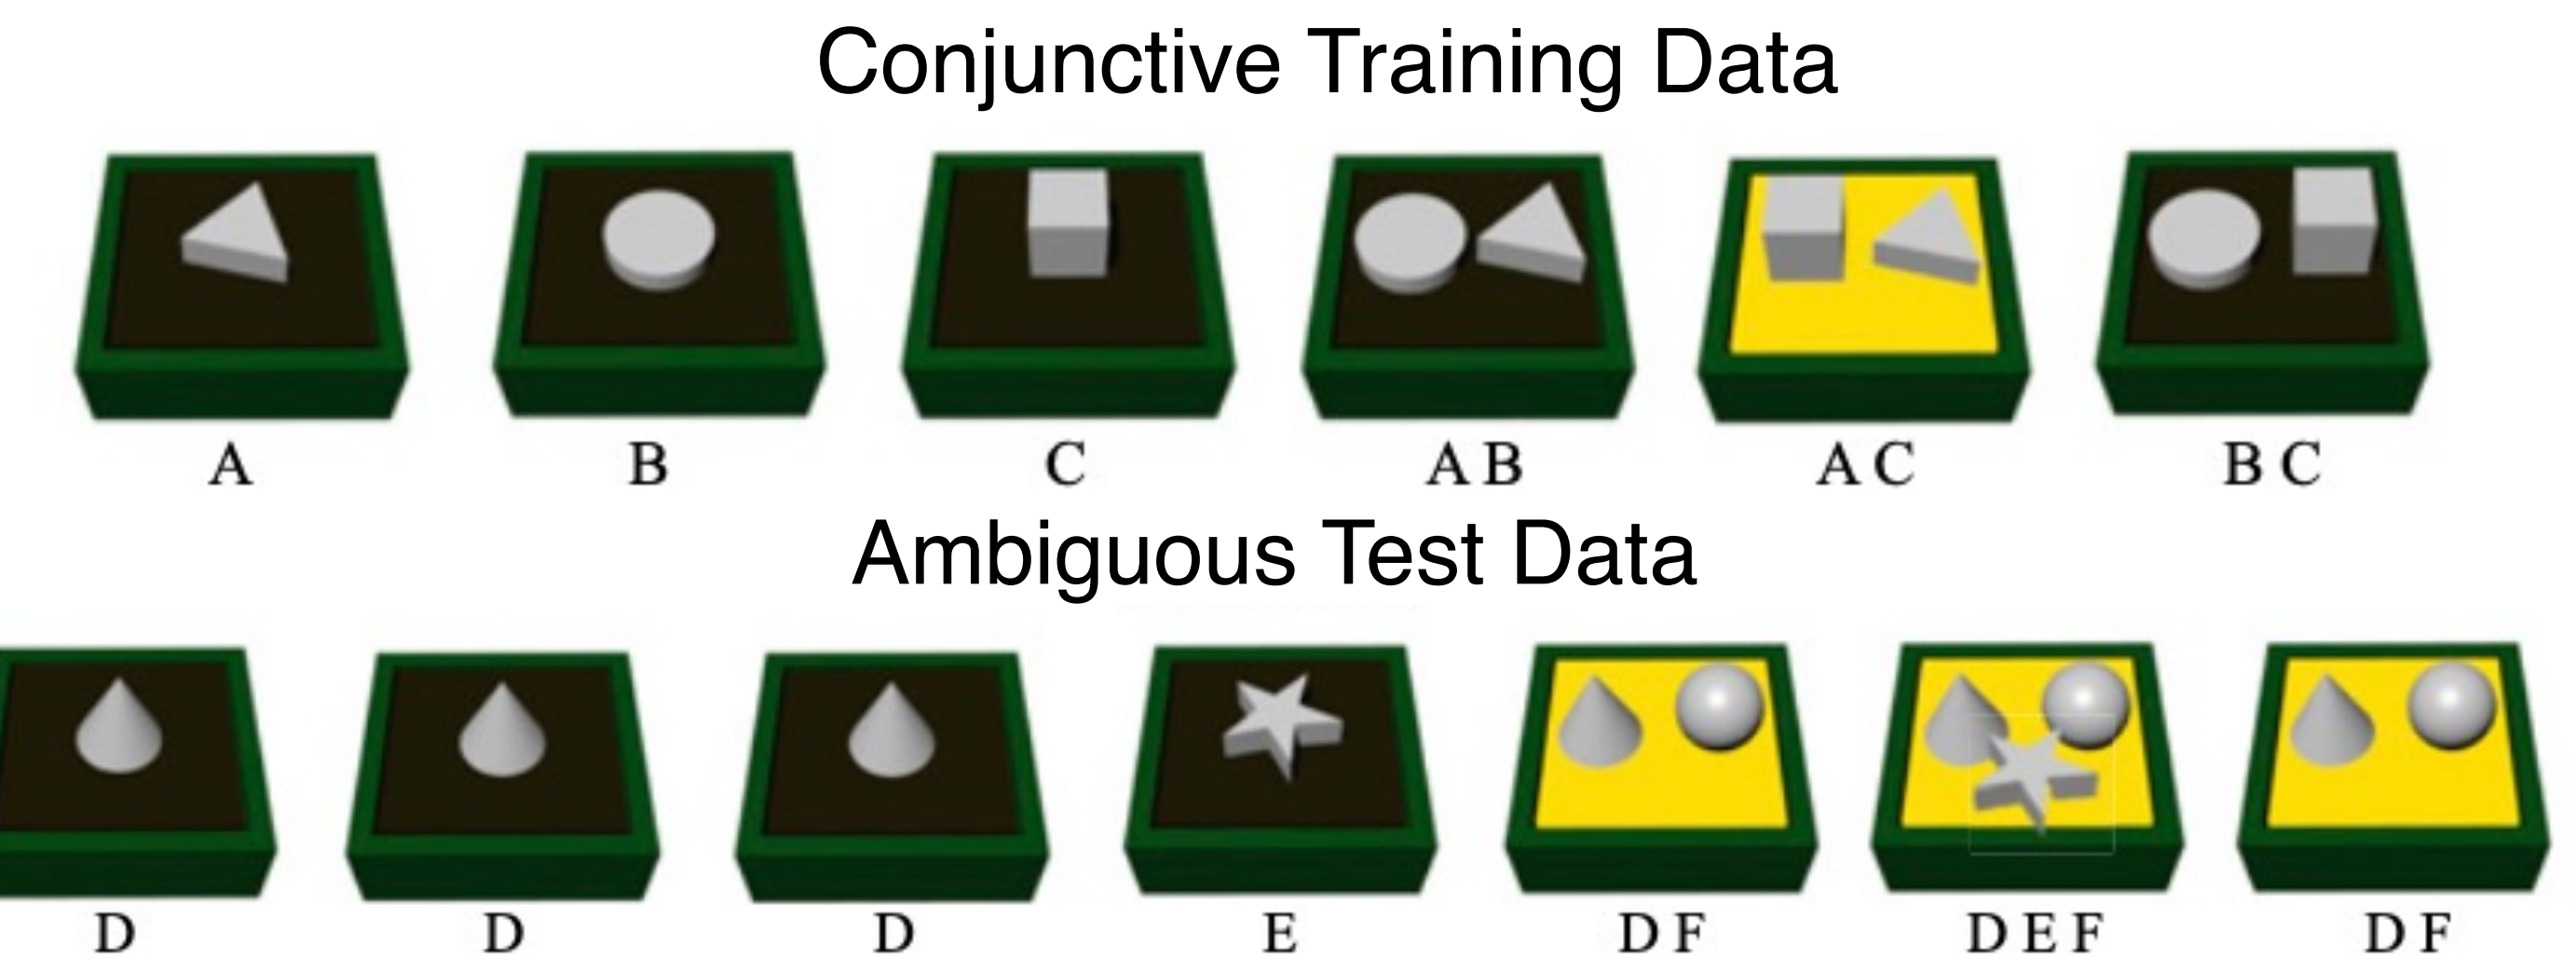 Conjunctive Training Data
A B C A B A C B C
Ambiguous Test Data
D D D E D F D E F D F